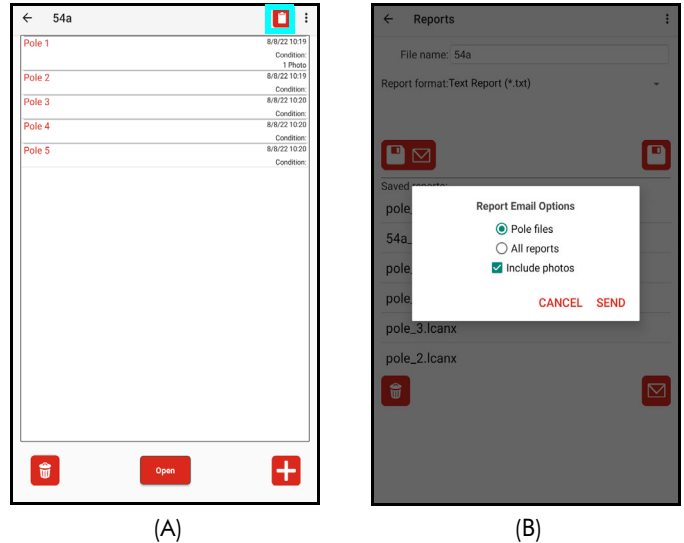 54a
Pole 1 8/8/22 10:19
Condition:
1 Photo
Pole 2 8/8/22 10:19
Condition:
Pole 3 8/8/22 10:20
Condition:
Pole 4 8/8/22 10:20
Condition:
Pole 5 8/8/22 10:20
Condition:
Open
(A)
Reports
File name: 54a
Report format: Text Report (*.txt)
Saved reports:
pole_
54a_
pole_
pole_
pole_3.lcanx
pole_2.lcanx
Report Email Options
Pole files
All reports
Include photos
CANCEL SEND
(B)